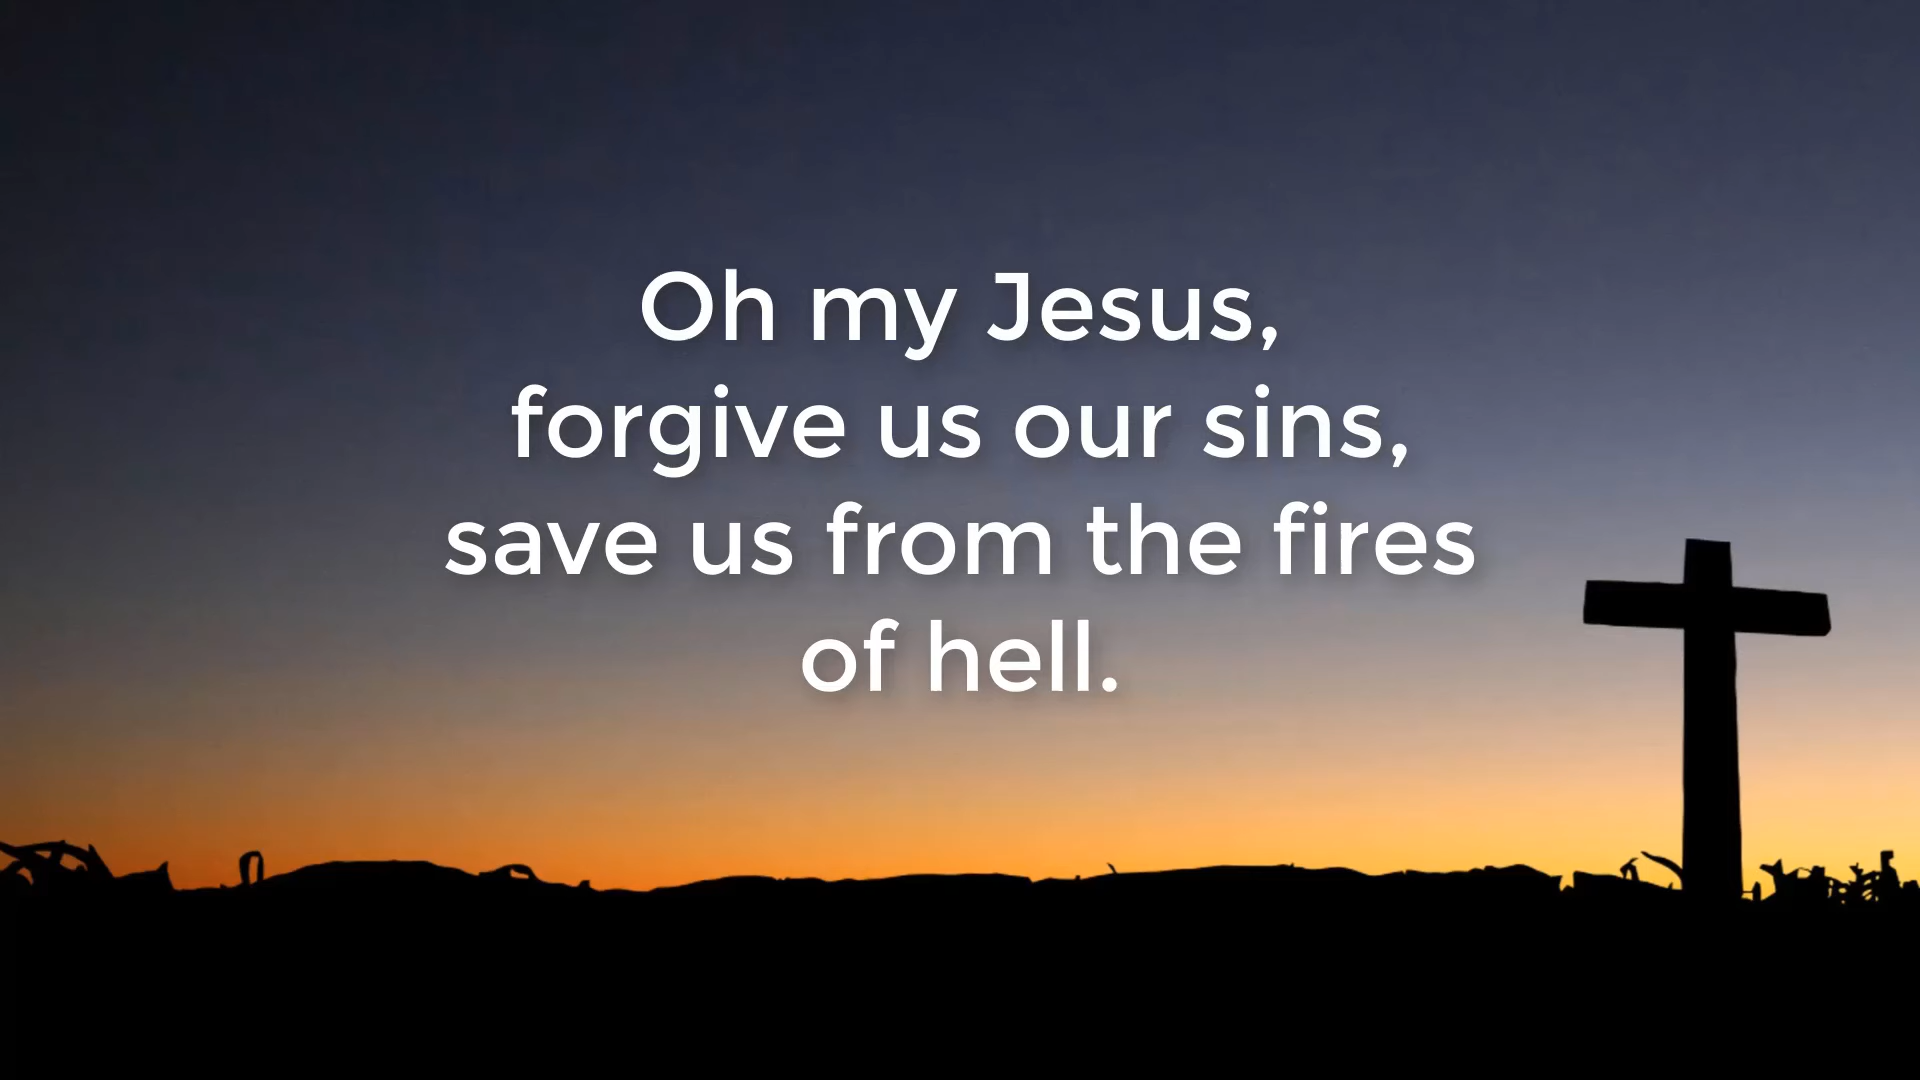 Oh my Jesus,
forgive us our sins,
save us from the fires
of hell.